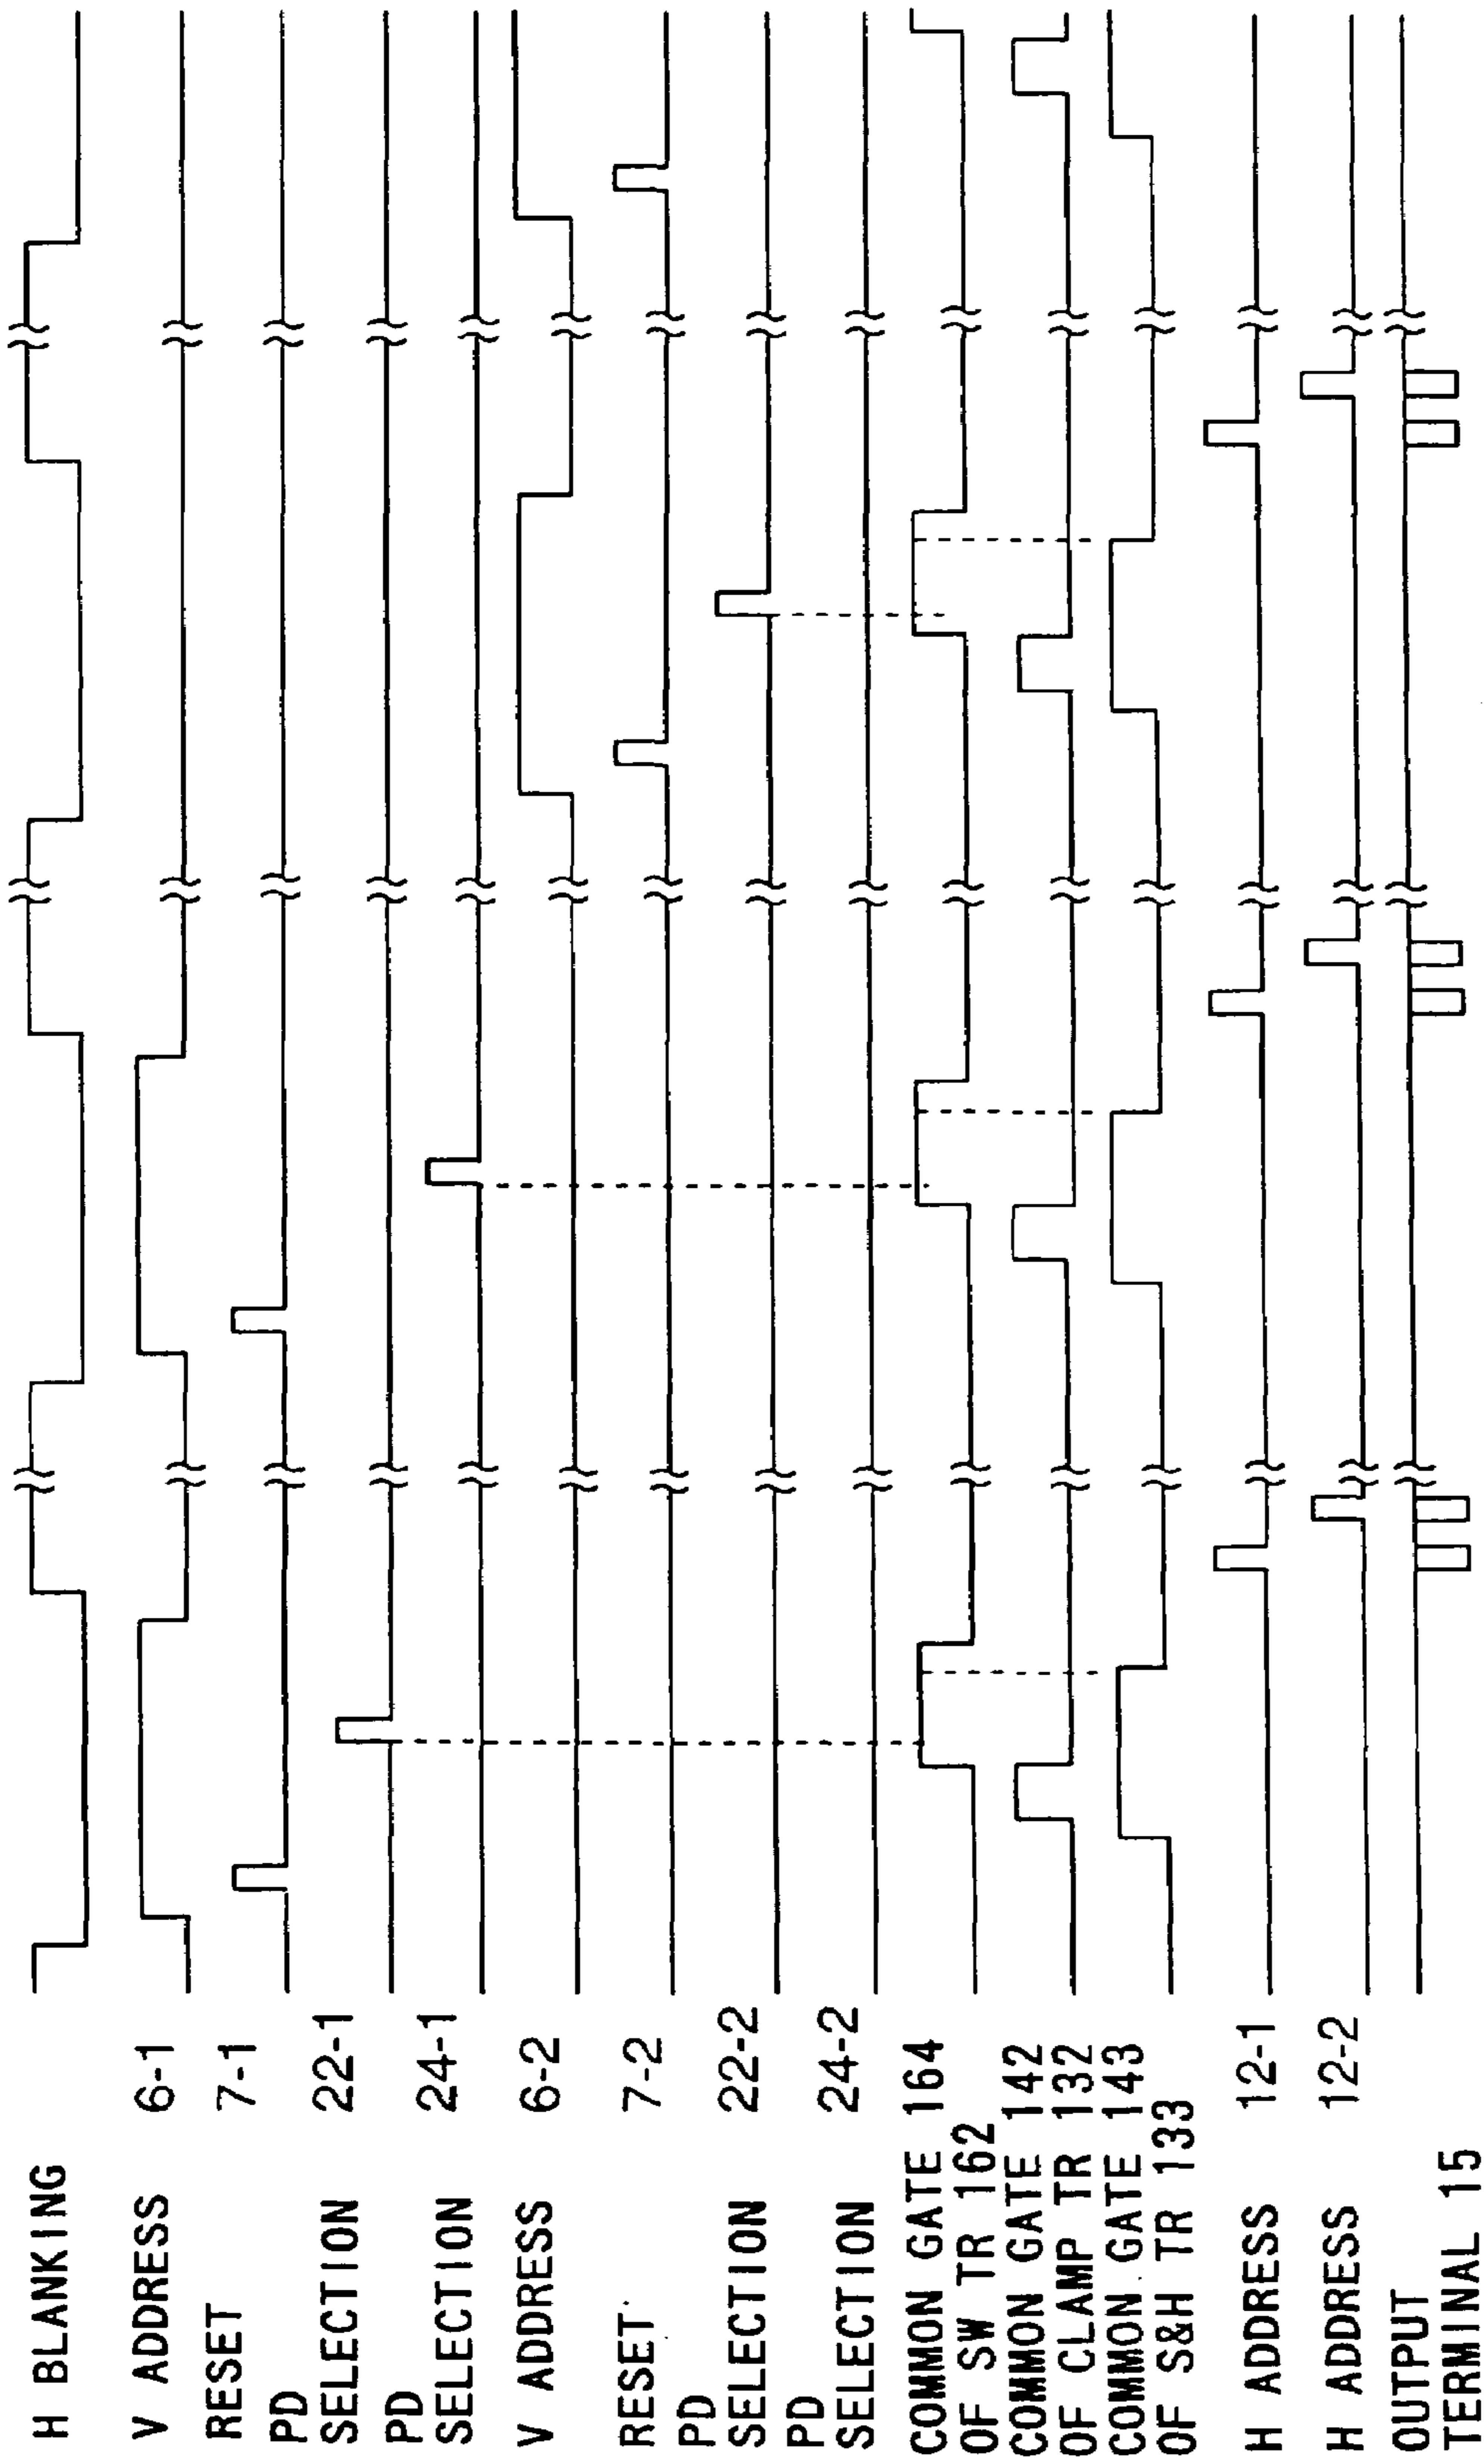 H BLANKING
V ADDRESS 6-1
RESET 7-1
PD
SELECTION 22-1
PD
SELECTION 24-1
V ADDRESS 6-2
RESET 7-2
PD
SELECTION 22-2
PD
SELECTION 24-2
COMMON GATE 164
OF SW TR 162
COMMON GATE 142
OF CLAMP TR 132
COMMON GATE 143
OF S&H TR 133
H ADDRESS 12-1
H ADDRESS 12-2
OUTPUT
TERMINAL 15